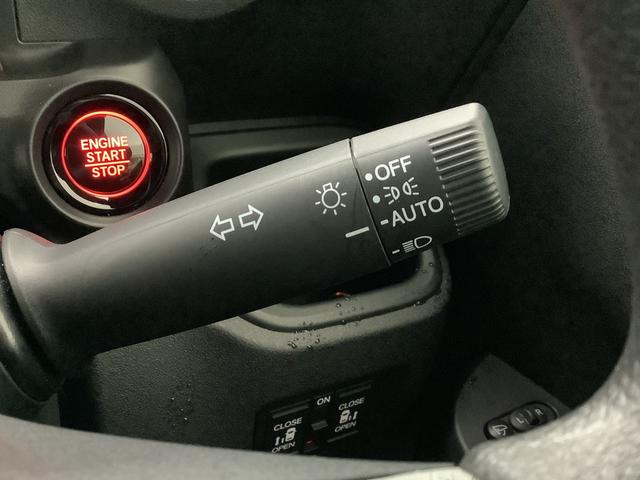 ENGINE
START
STOP
OFF
AUTO
ON
CLOSE
OPEN
CLOSE
OPEN
L R